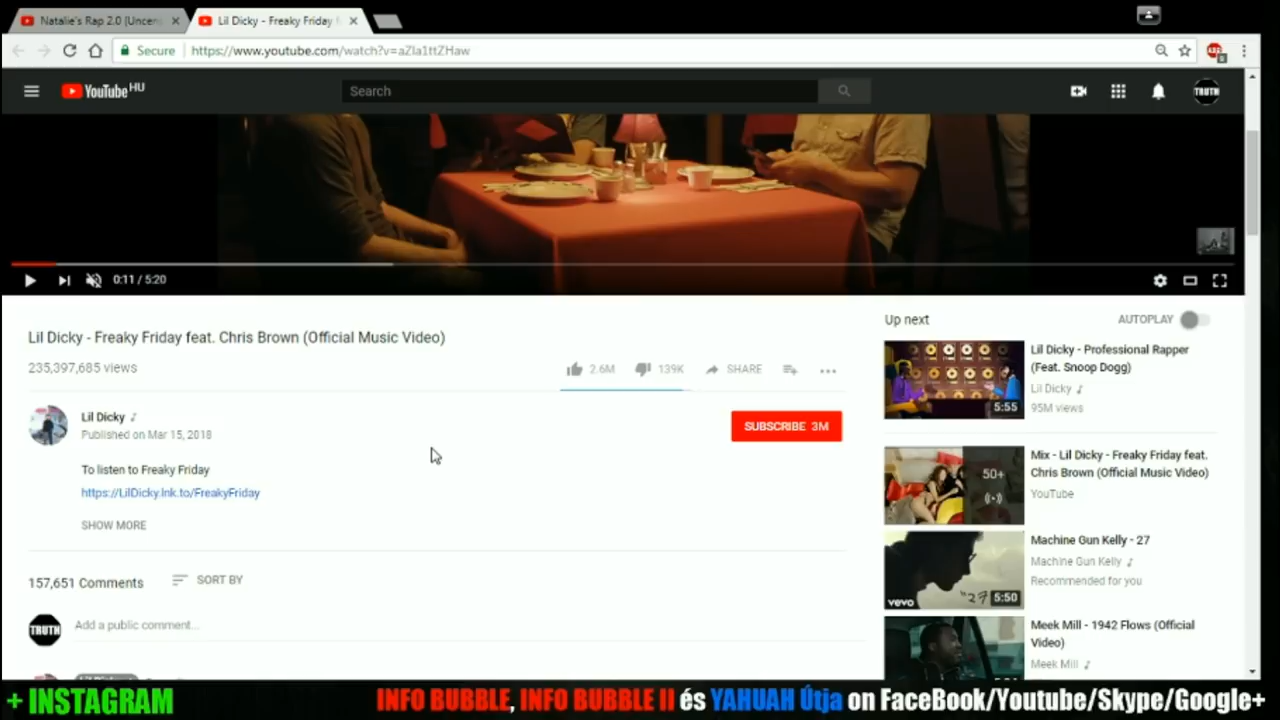 Natalie's Rap 2.0 (Uncen
Lil Dicky - Freaky Friday f
Secure
https://www.youtube.com/watch?v=aZla1ttZHaw
YouTube HU
Search
TRUTH
0:11 / 5:20
Lil Dicky - Freaky Friday feat. Chris Brown (Official Music Video)
235,397,685 views
2.6M
139K
SHARE
Lil Dicky
Published on Mar 15, 2018
SUBSCRIBE 3M
To listen to Freaky Friday
https://LilDicky.lnk.to/FreakyFriday
SHOW MORE
157,651 Comments
SORT BY
TRUTH
Add a public comment...
Up next
AUTOPLAY
5:55
Lil Dicky - Professional Rapper
(Feat. Snoop Dogg)
Lil Dicky
95M views
50+
Mix - Lil Dicky - Freaky Friday feat.
Chris Brown (Official Music Video)
YouTube
vevo
"27
5:50
Machine Gun Kelly - 27
Machine Gun Kelly
Recommended for you
Meek Mill - 1942 Flows (Official
Video)
Meek Mill
+ INSTAGRAM
INFO BUBBLE, INFO BUBBLE II és YAHUAH Útja on FaceBook/Youtube/Skype/Google+